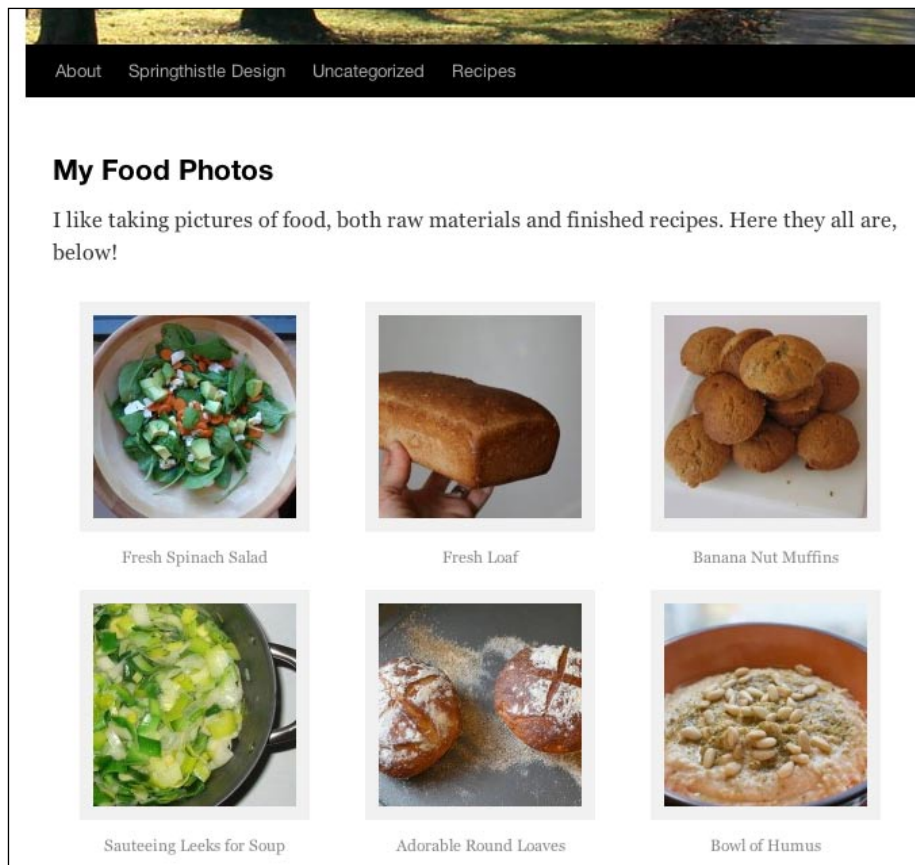 About Springthistle Design Uncategorized Recipes
My Food Photos
I like taking pictures of food, both raw materials and finished recipes. Here they all are,
below!
Fresh Spinach Salad Fresh Loaf Banana Nut Muffins
Sauteeing Leeks for Soup Adorable Round Loaves Bowl of Humus